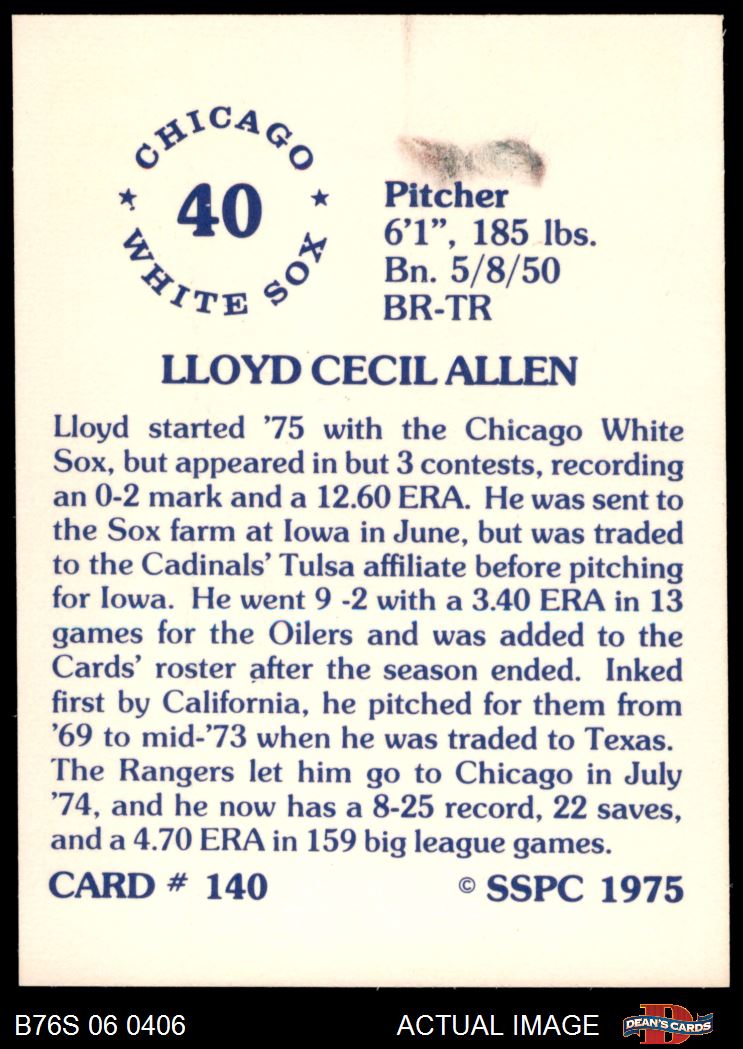 CHICAGO
★ 40 ★
WHITE SOX
Pitcher
6'1", 185 lbs.
Bn. 5/8/50
BR-TR
LLOYD CECIL ALLEN
Lloyd started '75 with the Chicago White
Sox, but appeared in but 3 contests, recording
an 0-2 mark and a 12.60 ERA. He was sent to
the Sox farm at Iowa in June, but was traded
to the Cadinals' Tulsa affiliate before pitching
for Iowa. He went 9 -2 with a 3.40 ERA in 13
games for the Oilers and was added to the
Cards' roster after the season ended. Inked
first by California, he pitched for them from
'69 to mid-'73 when he was traded to Texas.
The Rangers let him go to Chicago in July
'74, and he now has a 8-25 record, 22 saves,
and a 4.70 ERA in 159 big league games.
CARD # 140 © SSPC 1975
B76S 06 0406 ACTUAL IMAGE D DEAN'S CARDS